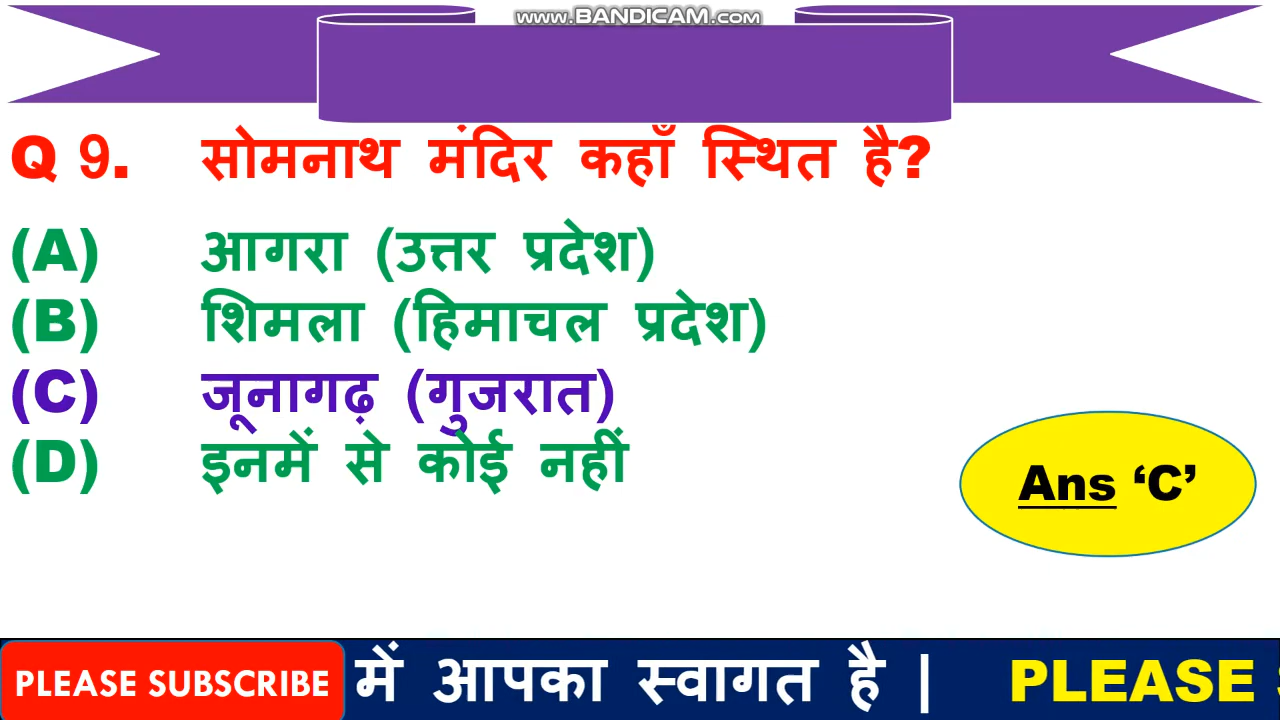 www.BANDICAM.com
Q 9. सोमनाथ मंदिर कहाँ स्थित है?
(A) आगरा (उत्तर प्रदेश)
(B) शिमला (हिमाचल प्रदेश)
(C) जूनागढ़ (गुजरात)
(D) इनमें से कोई नहीं
Ans ‘C’
PLEASE SUBSCRIBE में आपका स्वागत है | PLEASE